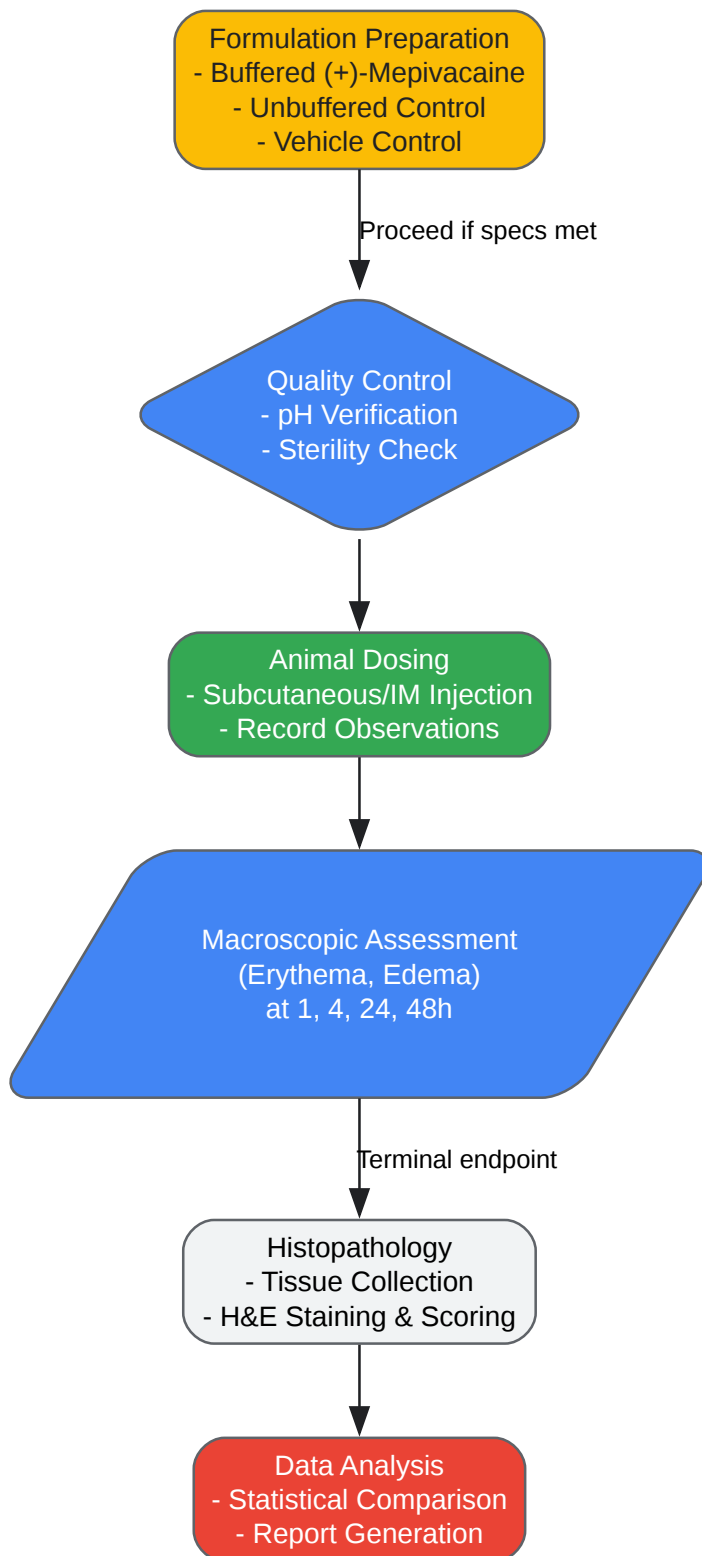 Formulation Preparation
- Buffered (+)-Mepivacaine
- Unbuffered Control
- Vehicle Control
Proceed if specs met
Quality Control
- pH Verification
- Sterility Check
Animal Dosing
- Subcutaneous/IM Injection
- Record Observations
Macroscopic Assessment
(Erythema, Edema)
at 1, 4, 24, 48h
Terminal endpoint
Histopathology
- Tissue Collection
- H&E Staining & Scoring
Data Analysis
- Statistical Comparison
- Report Generation